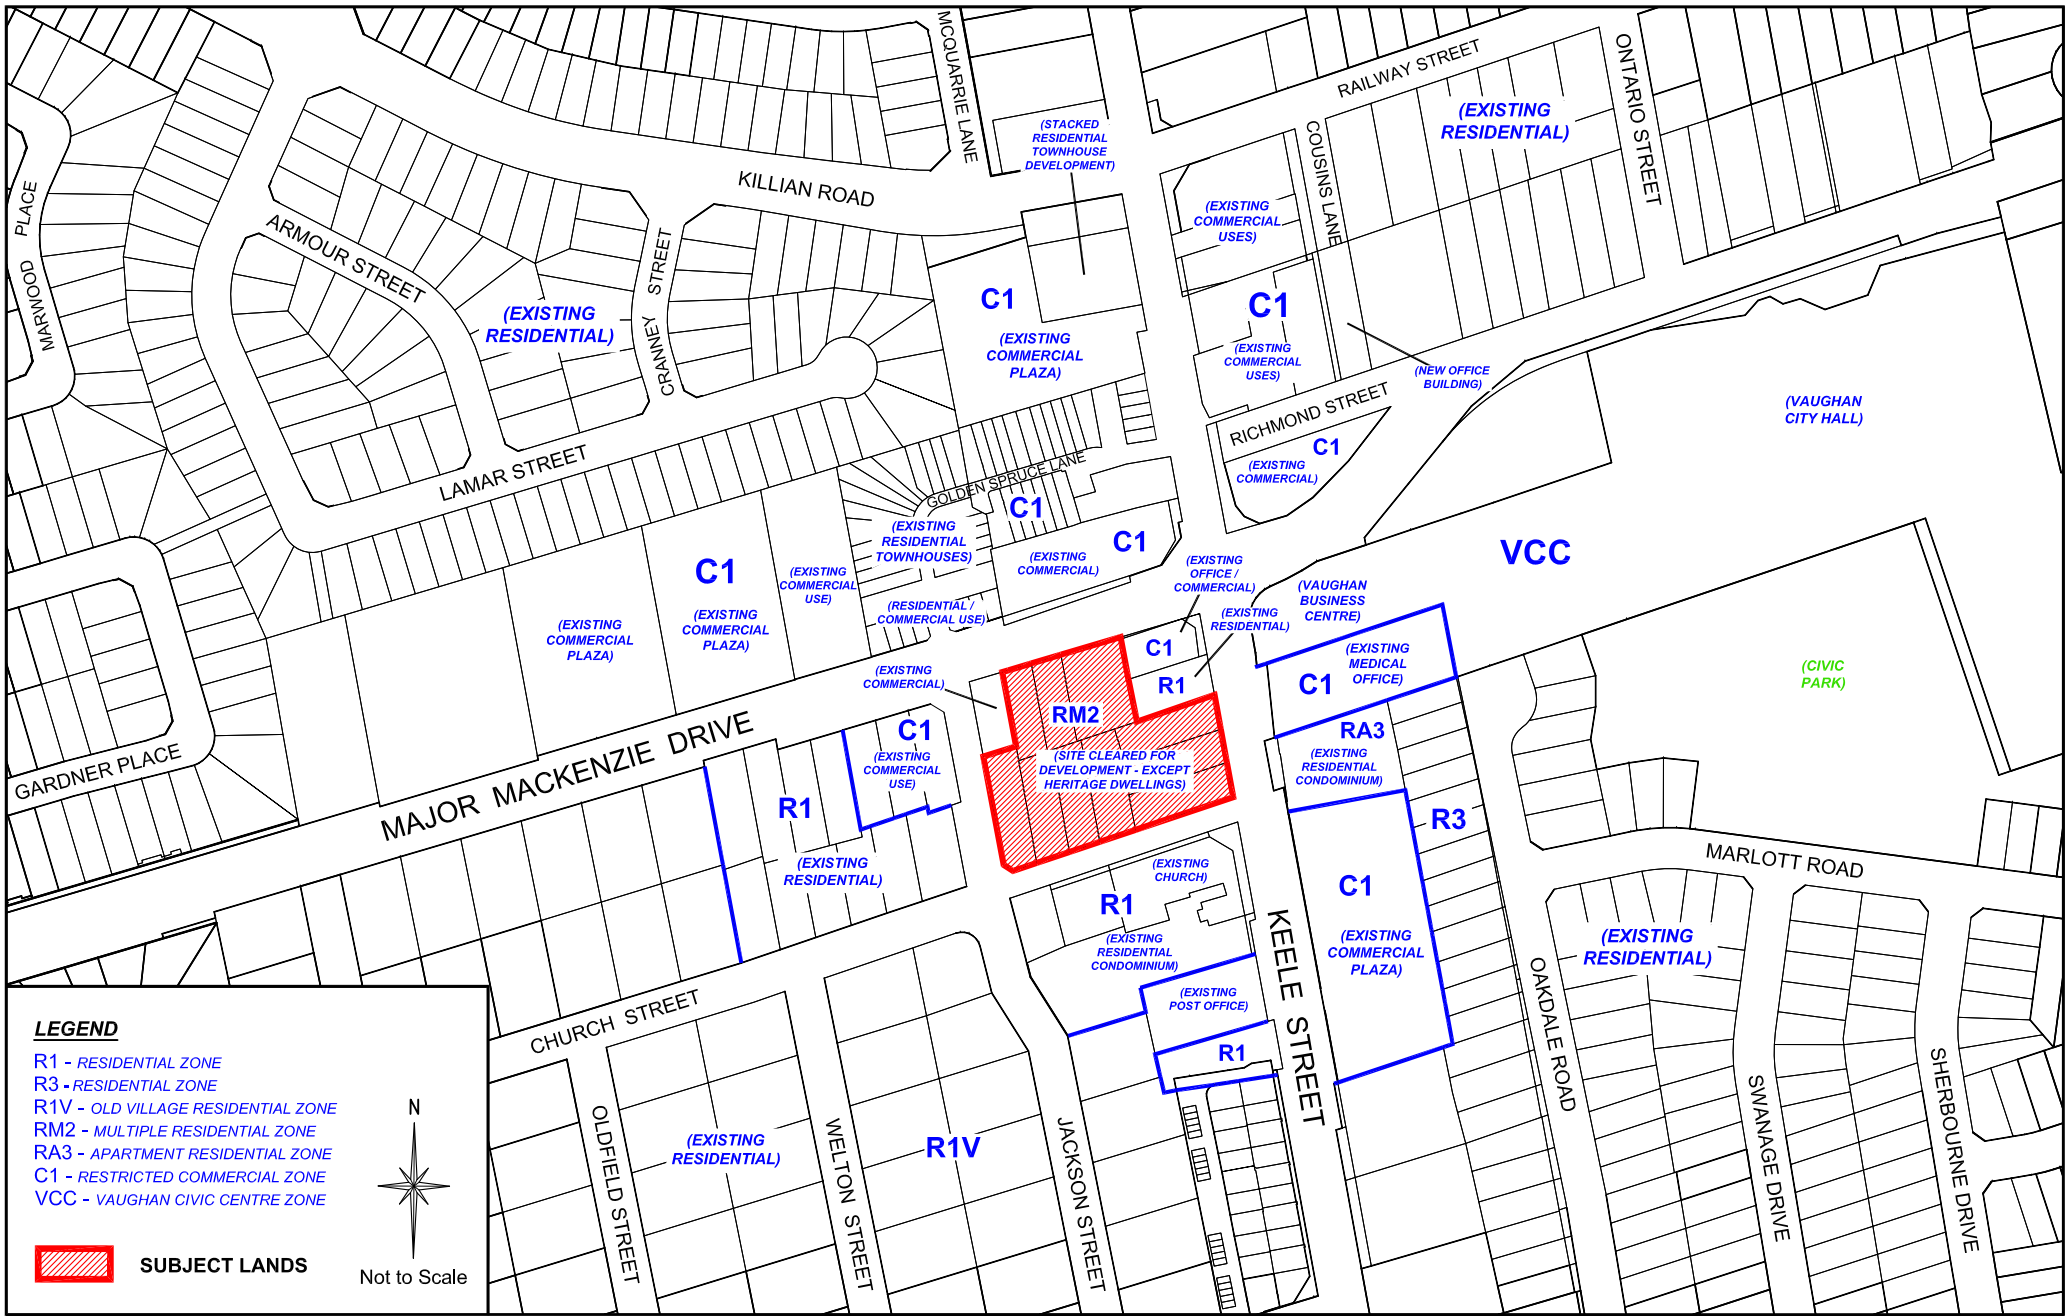 MCQUARRIE LANE
RAILWAY STREET
ONTARIO STREET
(EXISTING
RESIDENTIAL)
(STACKED
RESIDENTIAL
TOWNHOUSE
DEVELOPMENT)
COUSINS LANE
KILLIAN ROAD
MARWOOD PLACE
ARMOUR STREET
CRANNEY STREET
(EXISTING
RESIDENTIAL)
(EXISTING
COMMERCIAL
USES)
C1
(EXISTING
COMMERCIAL
PLAZA)
C1
(EXISTING
COMMERCIAL
USES)
(NEW OFFICE
BUILDING)
(VAUGHAN
CITY HALL)
RICHMOND STREET
C1
(EXISTING
COMMERCIAL)
LAMAR STREET
GOLDEN SPRUCE LANE
C1
(EXISTING
RESIDENTIAL
TOWNHOUSES)
C1
(EXISTING
COMMERCIAL)
VCC
C1
(EXISTING
COMMERCIAL
PLAZA)
(EXISTING
COMMERCIAL
USE)
(EXISTING
COMMERCIAL
PLAZA)
(RESIDENTIAL /
COMMERCIAL USE)
(EXISTING
OFFICE /
COMMERCIAL)
(EXISTING
RESIDENTIAL)
(VAUGHAN
BUSINESS
CENTRE)
C1
R1
C1
(EXISTING
MEDICAL
OFFICE)
(CIVIC
PARK)
(EXISTING
COMMERCIAL)
RM2
(SITE CLEARED FOR
DEVELOPMENT - EXCEPT
HERITAGE DWELLINGS)
RA3
(EXISTING
RESIDENTIAL
CONDOMINIUM)
R3
GARDNER PLACE
MAJOR MACKENZIE DRIVE
C1
(EXISTING
COMMERCIAL
USE)
R1
(EXISTING
RESIDENTIAL)
(EXISTING
CHURCH)
R1
(EXISTING
RESIDENTIAL
CONDOMINIUM)
C1
(EXISTING
COMMERCIAL
PLAZA)
MARLOTT ROAD
(EXISTING
RESIDENTIAL)
KEELE STREET
(EXISTING
POST OFFICE)
R1
CHURCH STREET
OAKDALE ROAD
SWANAGE DRIVE
SHERBOURNE DRIVE
OLDFIELD STREET
(EXISTING
RESIDENTIAL)
WELTON STREET
R1V
JACKSON STREET
LEGEND
R1 - RESIDENTIAL ZONE
R3 - RESIDENTIAL ZONE
R1V - OLD VILLAGE RESIDENTIAL ZONE
RM2 - MULTIPLE RESIDENTIAL ZONE
RA3 - APARTMENT RESIDENTIAL ZONE
C1 - RESTRICTED COMMERCIAL ZONE
VCC - VAUGHAN CIVIC CENTRE ZONE
SUBJECT LANDS
N
Not to Scale